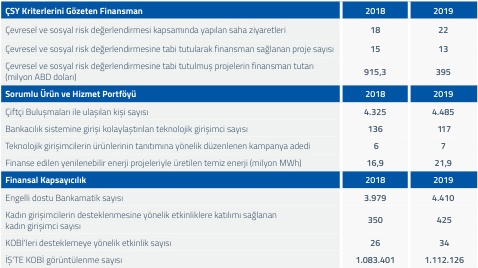 ÇSY Kriterlerini Gözeten Finansman 2018 2019
Çevresel ve sosyal risk değerlendirmesi kapsamında yapılan saha ziyaretleri 18 22
Çevresel ve sosyal risk değerlendirmesine tabi tutularak finansman sağlanan proje sayısı 15 13
Çevresel ve sosyal risk değerlendirmesine tabi tutulmuş projelerin finansman tutarı
(milyon ABD doları) 915,3 395
Sorumlu Ürün ve Hizmet Portföyü 2018 2019
Çiftçi Buluşmaları ile ulaşılan kişi sayısı 4.325 4.485
Bankacılık sistemine girişi kolaylaştırılan teknolojik girişimci sayısı 136 117
Teknolojik girişimcilerin ürünlerinin tanıtımına yönelik düzenlenen kampanya adedi 6 7
Finanse edilen yenilenebilir enerji projeleriyle üretilen temiz enerji (milyon MWh) 16,9 21,9
Finansal Kapsayıcılık 2018 2019
Engelli dostu Bankamatik sayısı 3.979 4.410
Kadın girişimcilerin desteklenmesine yönelik etkinliklere katılımı sağlanan
kadın girişimci sayısı 350 425
KOBİ'leri desteklemeye yönelik etkinlik sayısı 26 34
İŞ'TE KOBİ görüntülenme sayısı 1.083.401 1.112.126